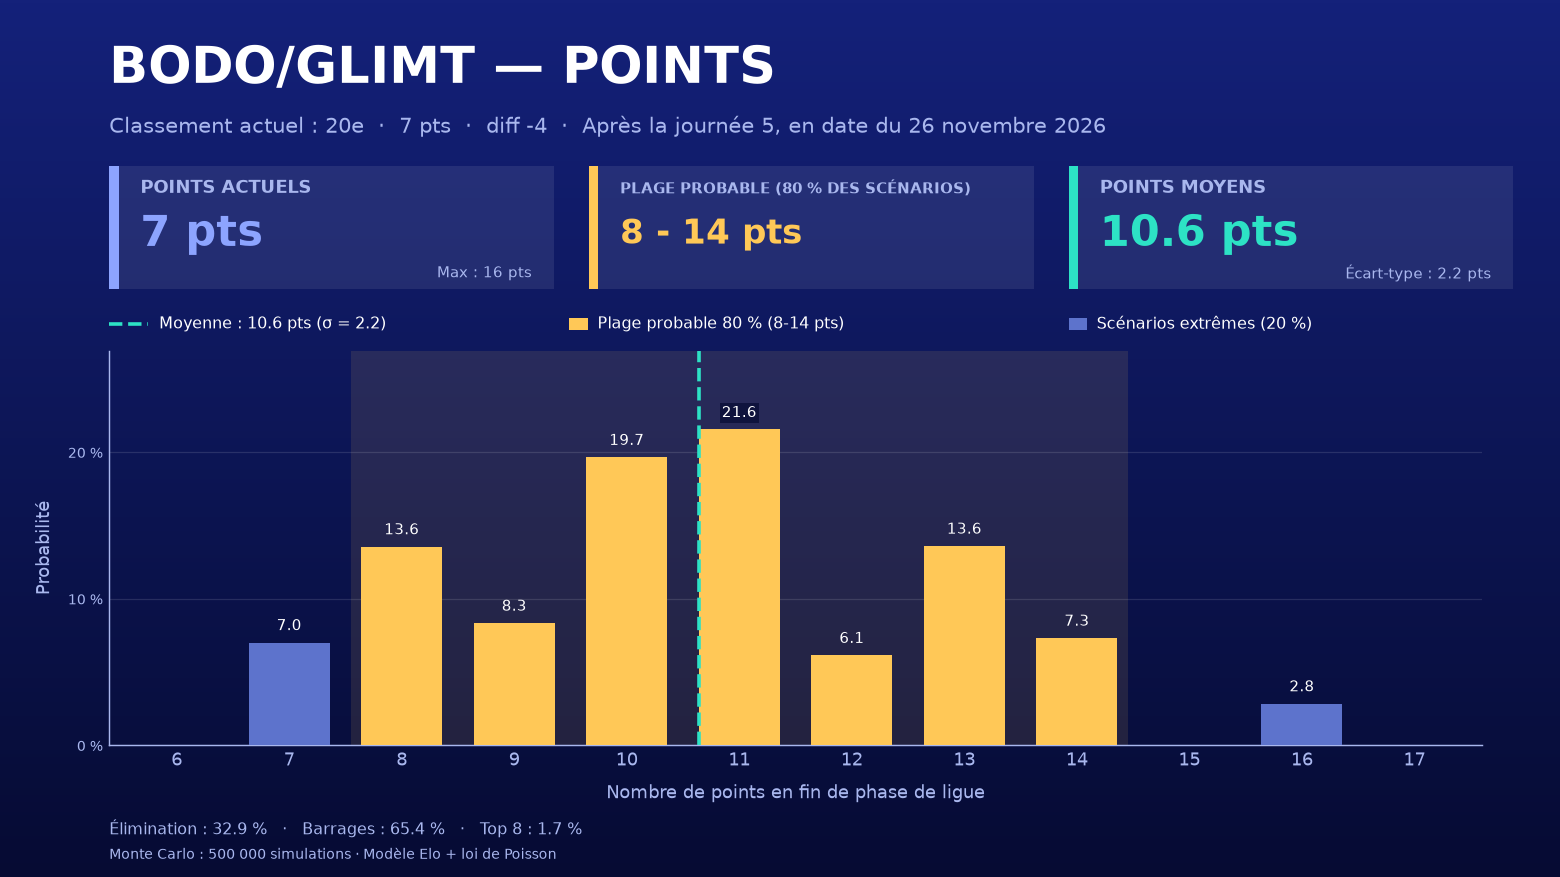 BODO/GLIMT — POINTS
Classement actuel : 20e · 7 pts · diff -4 · Après la journée 5, en date du 26 novembre 2026
POINTS ACTUELS
7 pts
Max : 16 pts
PLAGE PROBABLE (80 % DES SCÉNARIOS)
8 - 14 pts
POINTS MOYENS
10.6 pts
Écart-type : 2.2 pts
Moyenne : 10.6 pts (σ = 2.2)
Plage probable 80 % (8-14 pts)
Scénarios extrêmes (20 %)
Probabilité
20 %
10 %
0 %
7.0
13.6
8.3
19.7
21.6
6.1
13.6
7.3
2.8
6 7 8 9 10 11 12 13 14 15 16 17
Nombre de points en fin de phase de ligue
Élimination : 32.9 % · Barrages : 65.4 % · Top 8 : 1.7 %
Monte Carlo : 500 000 simulations · Modèle Elo + loi de Poisson